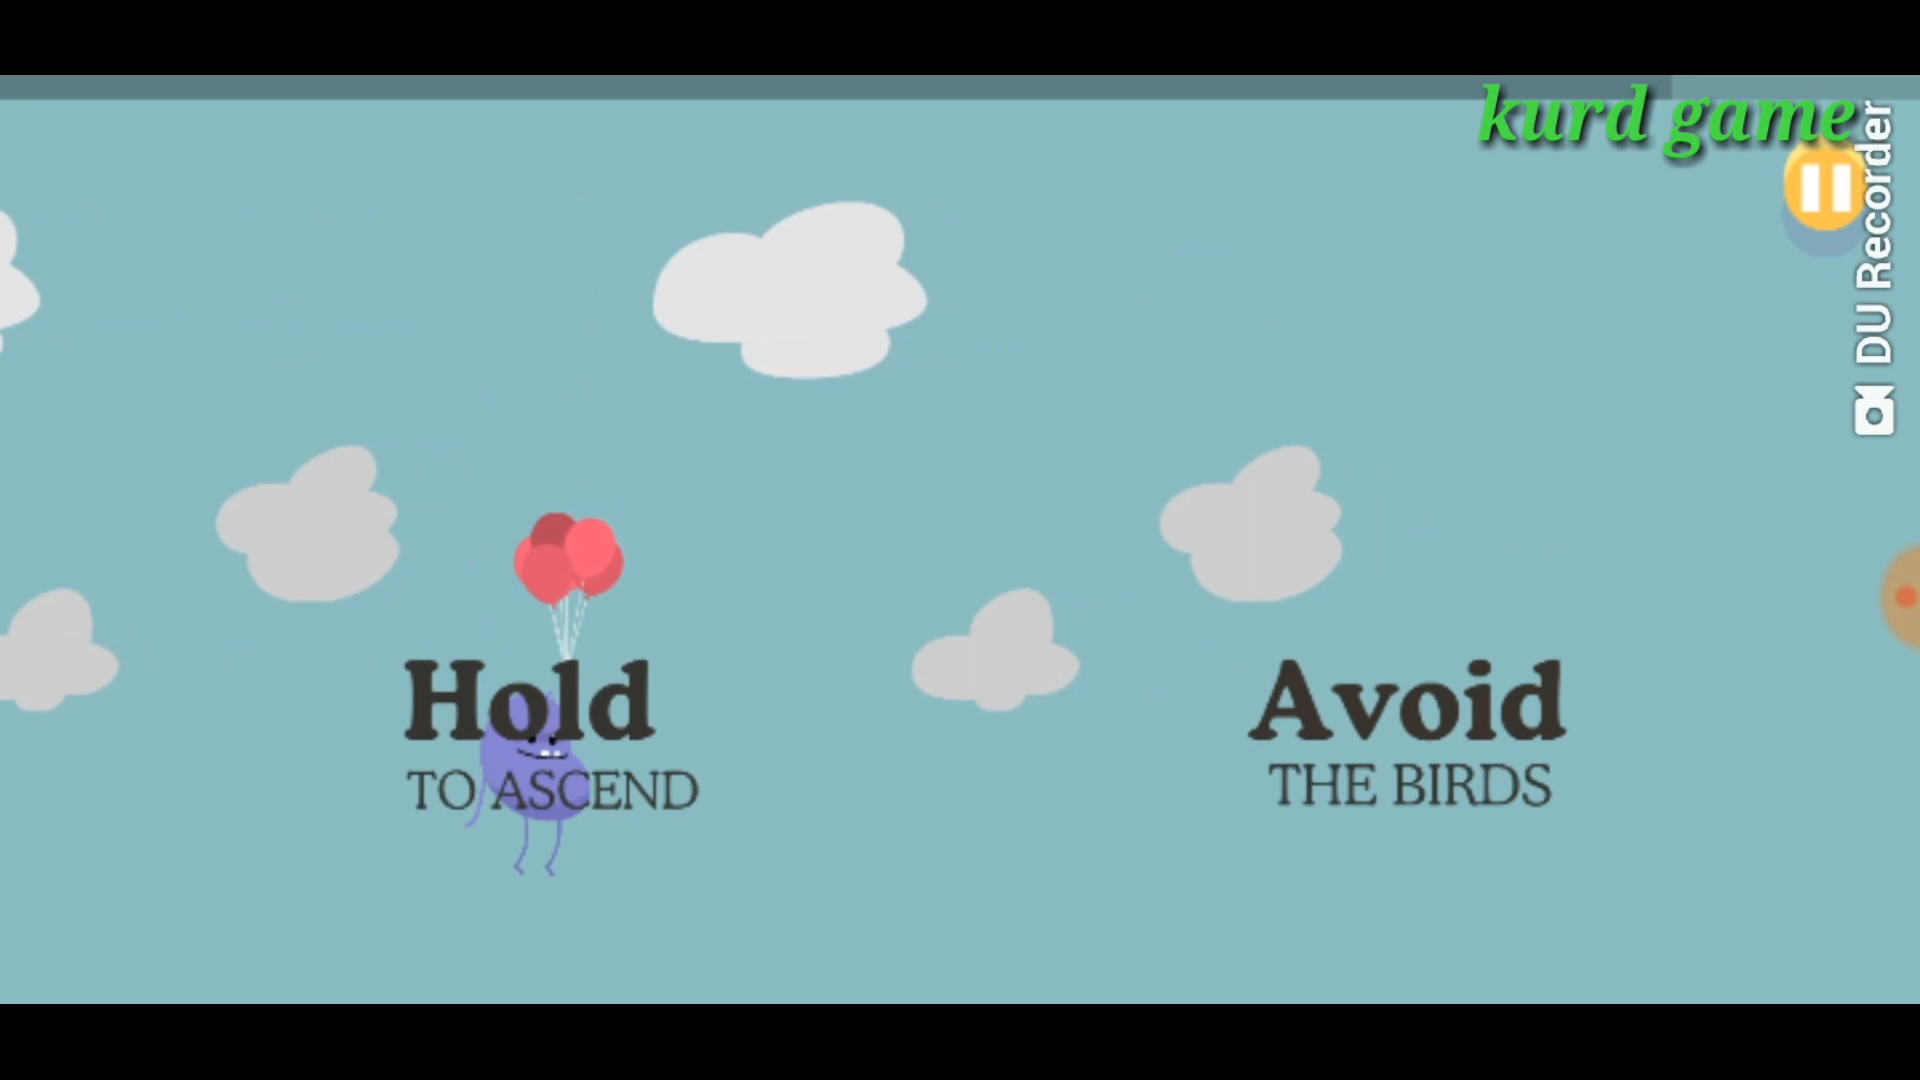 kurd game
DU Recorder
Hold
TO ASCEND
Avoid
THE BIRDS